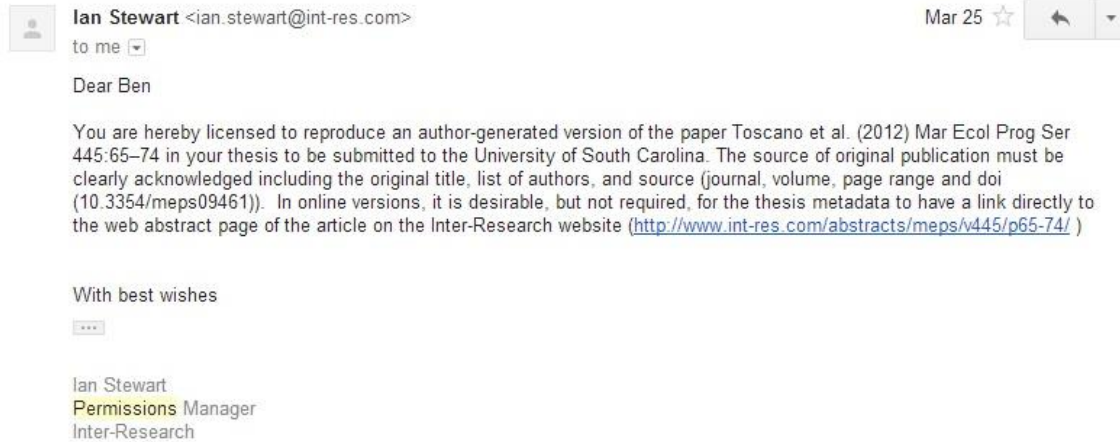 Ian Stewart <ian.stewart@int-res.com>
Mar 25
to me
Dear Ben
You are hereby licensed to reproduce an author-generated version of the paper Toscano et al. (2012) Mar Ecol Prog Ser
445:65–74 in your thesis to be submitted to the University of South Carolina. The source of original publication must be
clearly acknowledged including the original title, list of authors, and source (journal, volume, page range and doi
(10.3354/meps09461)). In online versions, it is desirable, but not required, for the thesis metadata to have a link directly to
the web abstract page of the article on the Inter-Research website (http://www.int-res.com/abstracts/meps/v445/p65-74/ )
With best wishes
Ian Stewart
Permissions Manager
Inter-Research